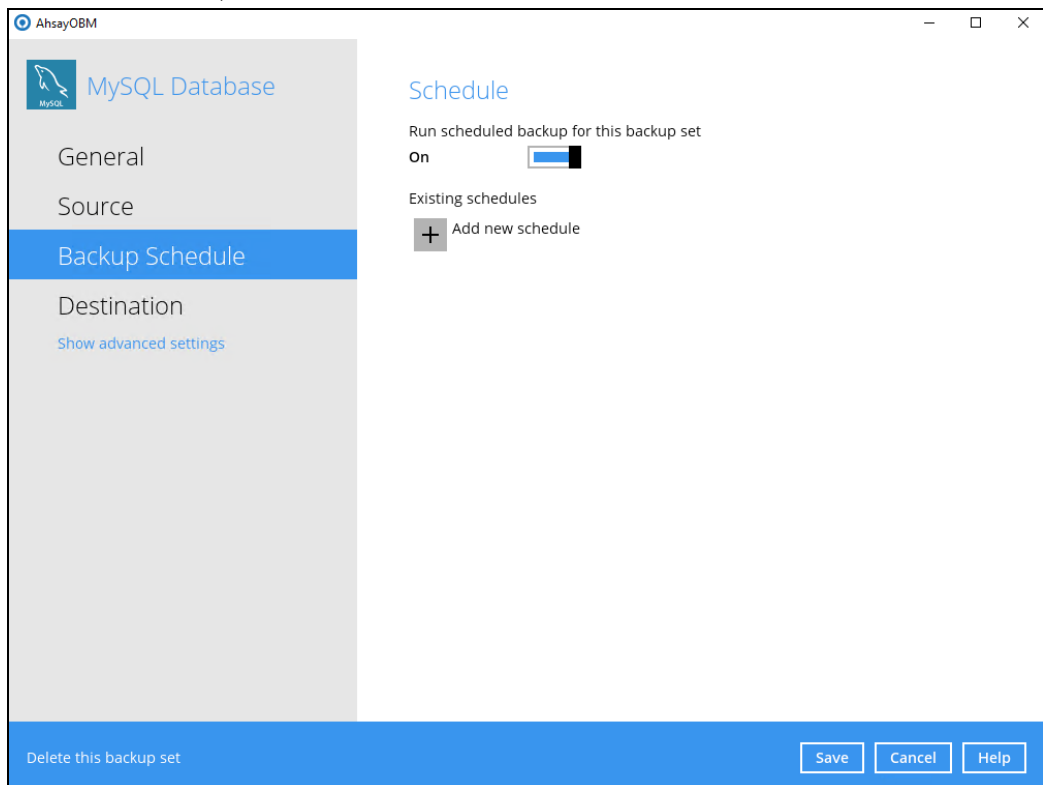 AhsayOBM
MySQL
MySQL Database
General
Source
Backup Schedule
Destination
Show advanced settings
Schedule
Run scheduled backup for this backup set
On
Existing schedules
Add new schedule
Delete this backup set
Save
Cancel
Help